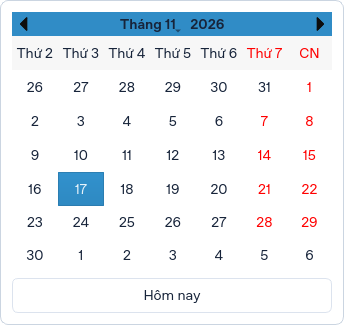 Tháng 11 2026
Thứ 2 Thứ 3 Thứ 4 Thứ 5 Thứ 6 Thứ 7 CN
26 27 28 29 30 31 1
2 3 4 5 6 7 8
9 10 11 12 13 14 15
16 17 18 19 20 21 22
23 24 25 26 27 28 29
30 1 2 3 4 5 6
Hôm nay